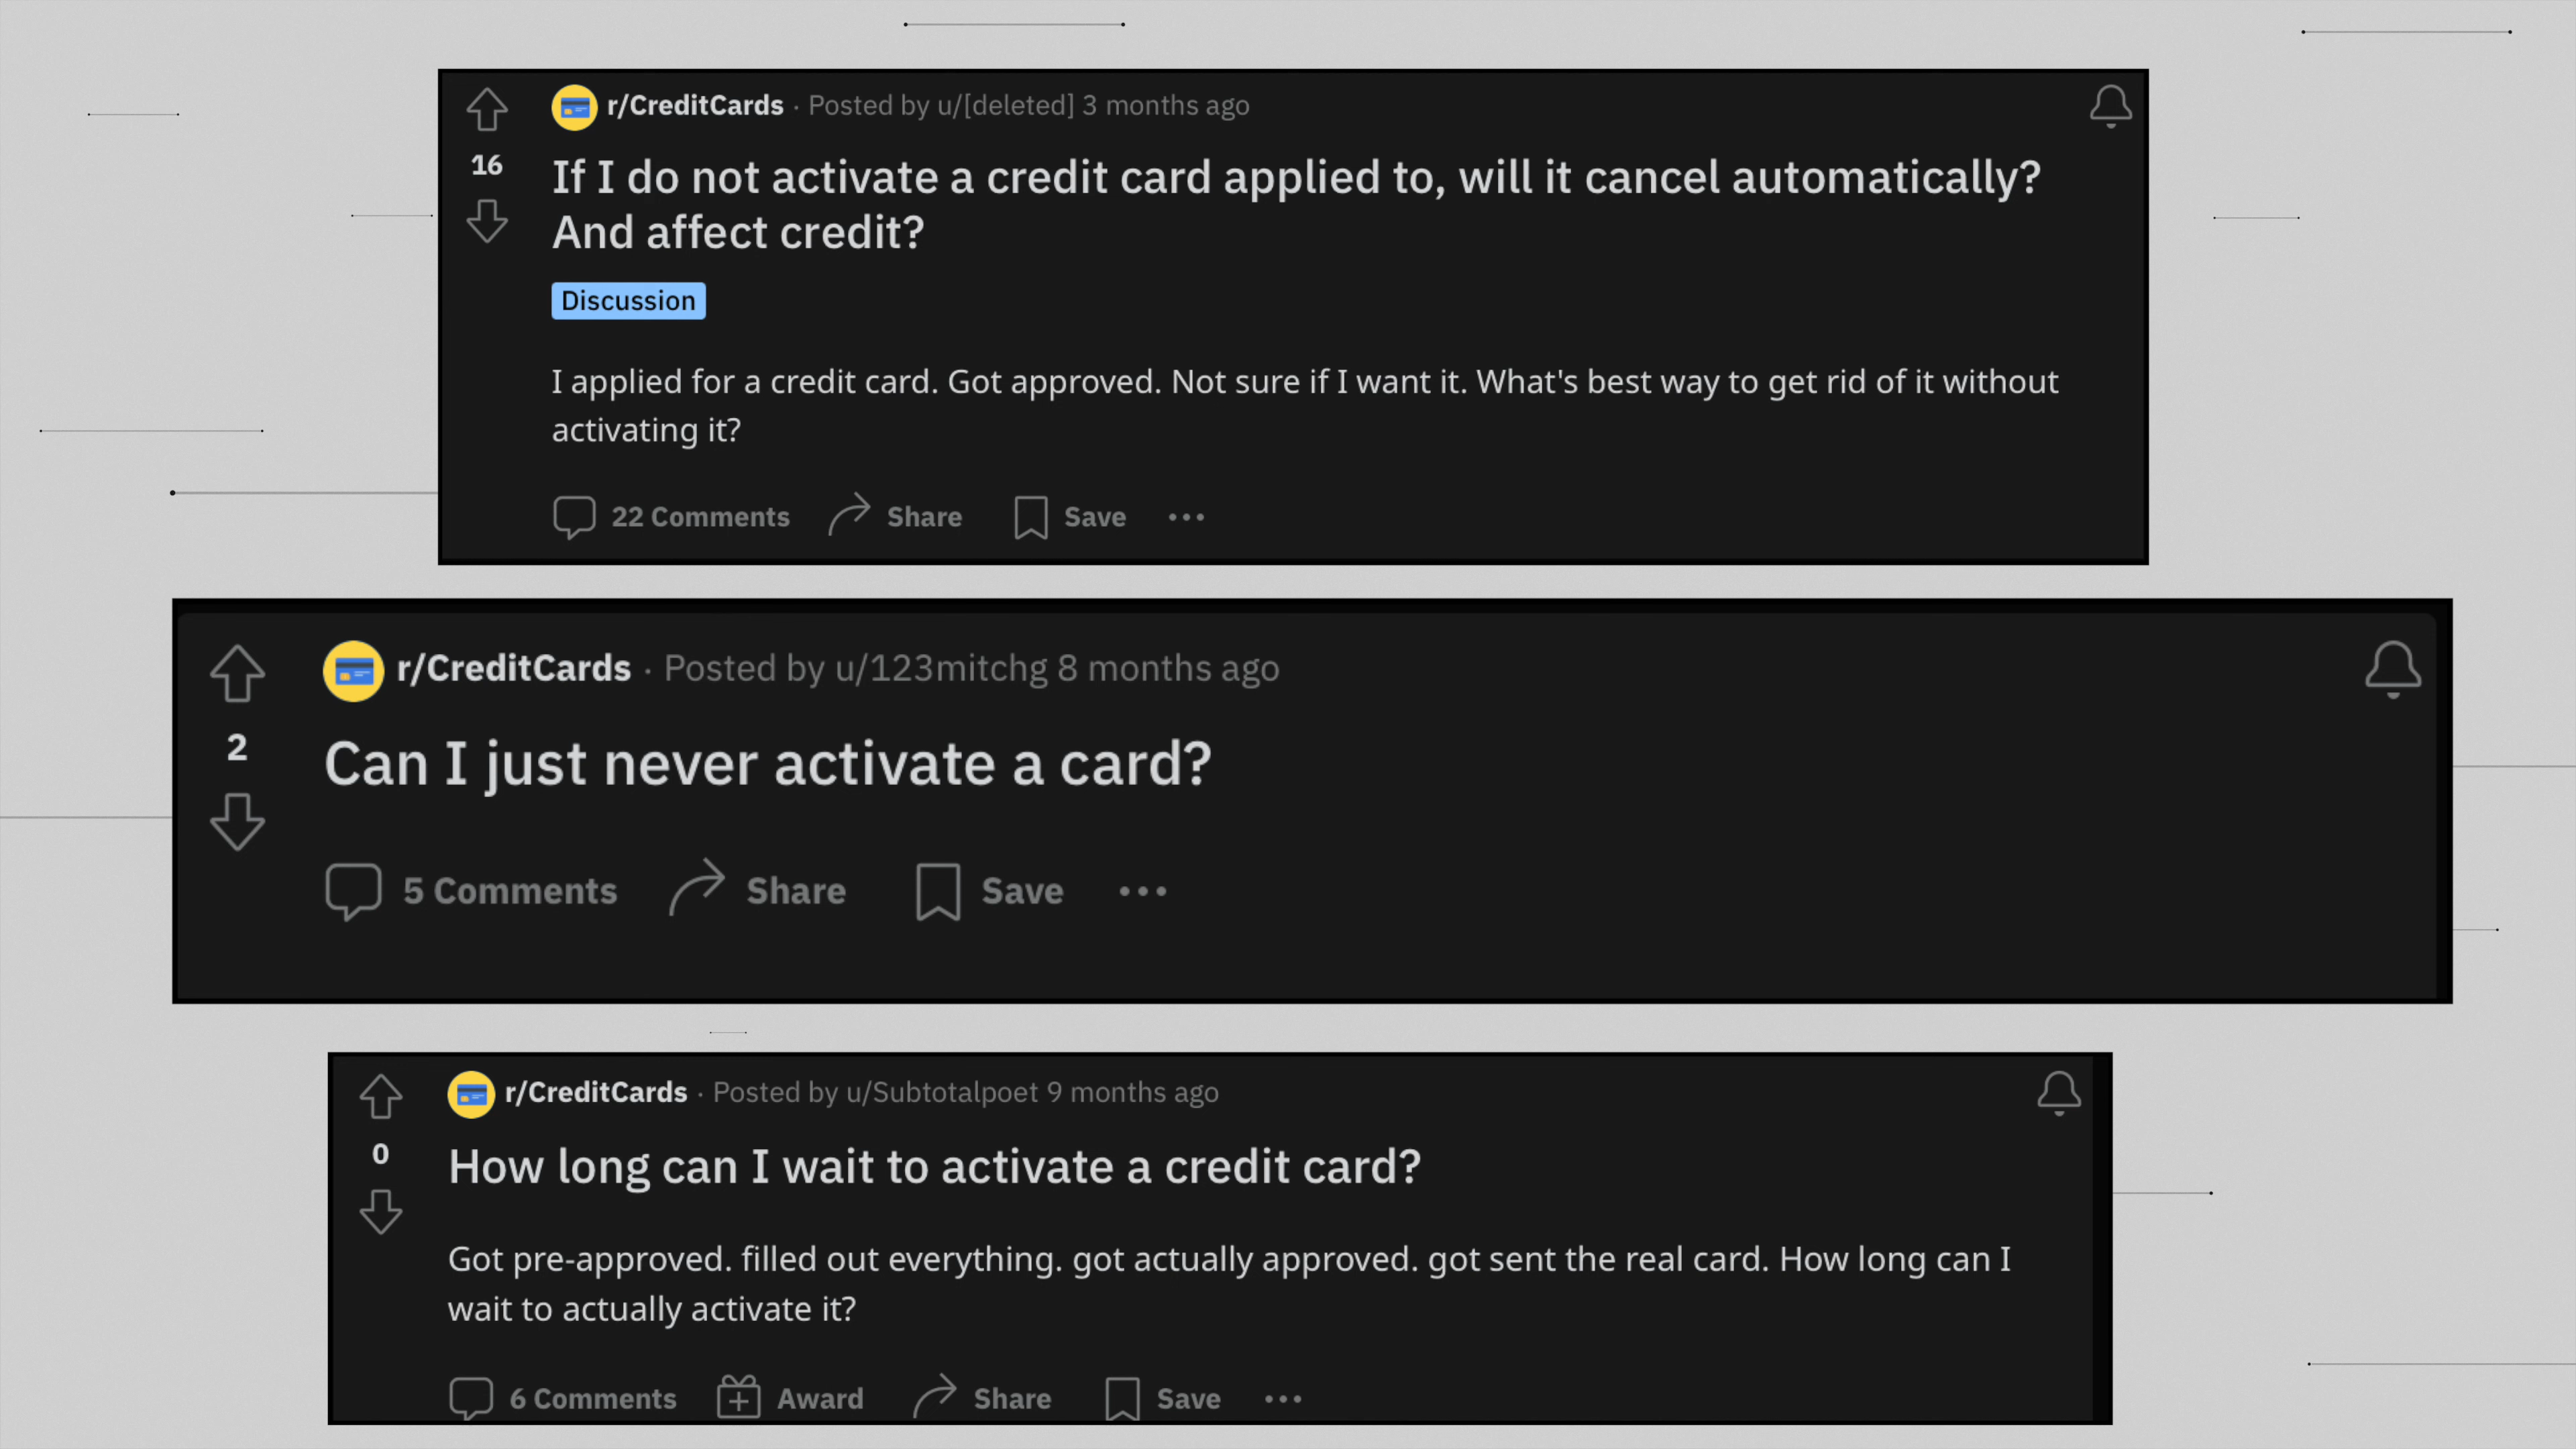 r/CreditCards · Posted by u/[deleted] 3 months ago
16
If I do not activate a credit card applied to, will it cancel automatically?
And affect credit?
Discussion
I applied for a credit card. Got approved. Not sure if I want it. What's best way to get rid of it without
activating it?
22 Comments Share Save ...
r/CreditCards · Posted by u/123mitchg 8 months ago
2
Can I just never activate a card?
5 Comments Share Save ...
r/CreditCards · Posted by u/Subtotalpoet 9 months ago
0
How long can I wait to activate a credit card?
Got pre-approved. filled out everything. got actually approved. got sent the real card. How long can I
wait to actually activate it?
6 Comments Award Share Save ...